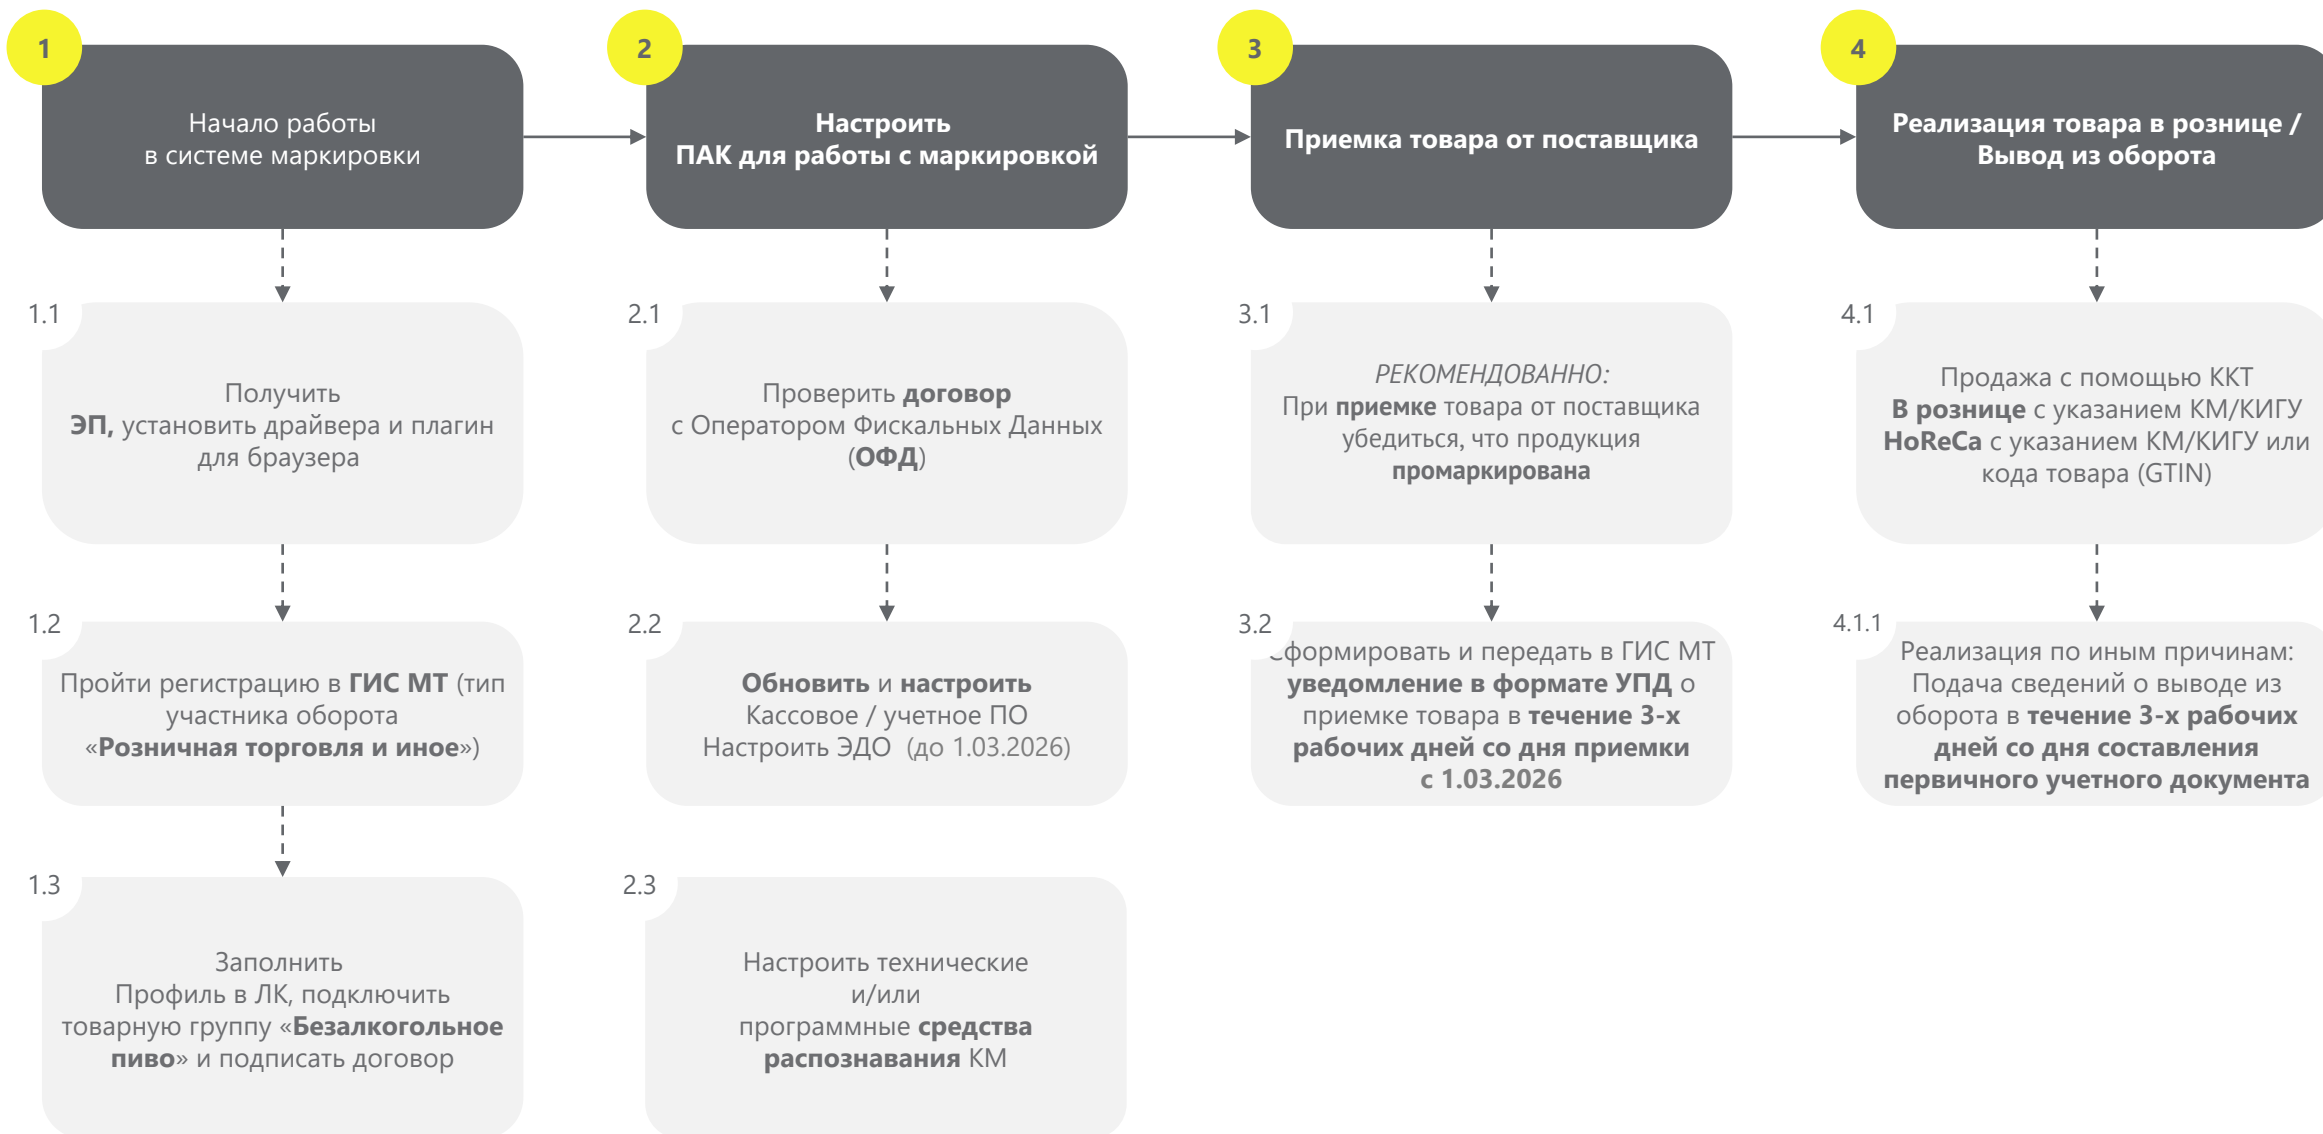 1
Начало работы
в системе маркировки
2
Настроить
ПАК для работы с маркировкой
3
Приемка товара от поставщика
4
Реализация товара в рознице /
Вывод из оборота
1.1
Получить
ЭП, установить драйвера и плагин
для браузера
2.1
Проверить договор
с Оператором Фискальных Данных
(ОФД)
3.1
РЕКОМЕНДОВАННО:
При приемке товара от поставщика
убедиться, что продукция
промаркирована
4.1
Продажа с помощью ККТ
В рознице с указанием КМ/КИГУ
HoReCa с указанием КМ/КИГУ или
кода товара (GTIN)
1.2
Пройти регистрацию в ГИС МТ (тип
участника оборота
«Розничная торговля и иное»)
2.2
Обновить и настроить
Кассовое / учетное ПО
Настроить ЭДО (до 1.03.2026)
3.2
Сформировать и передать в ГИС МТ
уведомление в формате УПД о
приемке товара в течение 3-х
рабочих дней со дня приемки
с 1.03.2026
4.1.1
Реализация по иным причинам:
Подача сведений о выводе из
оборота в течение 3-х рабочих
дней со дня составления
первичного учетного документа
1.3
Заполнить
Профиль в ЛК, подключить
товарную группу «Безалкогольное
пиво» и подписать договор
2.3
Настроить технические
и/или
программные средства
распознавания КМ